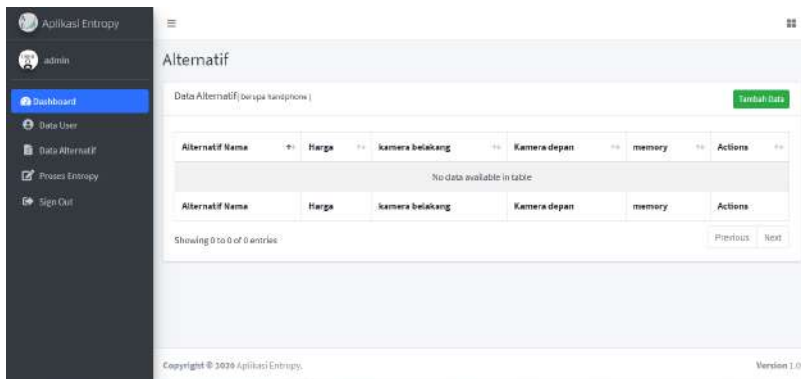 Aplikasi Entropy
admin
Dashboard
Data User
Data Alternatif
Proses Entropy
Sign Out
Alternatif
Data Alternatif( berupa handphone )
Tambah Data
Alternatif Nama Harga kamera belakang Kamera depan memory Actions
No data available in table
Alternatif Nama Harga kamera belakang Kamera depan memory Actions
Showing 0 to 0 of 0 entries
Previous Next
Copyright © 2020 Aplikasi Entropy.
Version 1.0